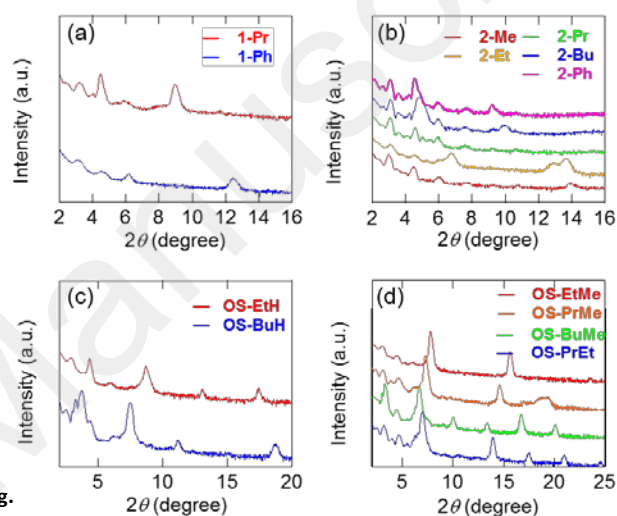 (a) 1-Pr
1-Ph
Intensity (a.u.)
2 4 6 8 10 12 14 16
2θ (degree)
(b) 2-Me 2-Pr
2-Et 2-Bu
2-Ph
Intensity (a.u.)
2 4 6 8 10 12 14 16
2θ (degree)
(c) OS-EtH
OS-BuH
Intensity (a.u.)
5 10 15 20
2θ (degree)
(d) OS-EtMe
OS-PrMe
OS-BuMe
OS-PrEt
Intensity (a.u.)
5 10 15 20 25
2θ (degree)
g.